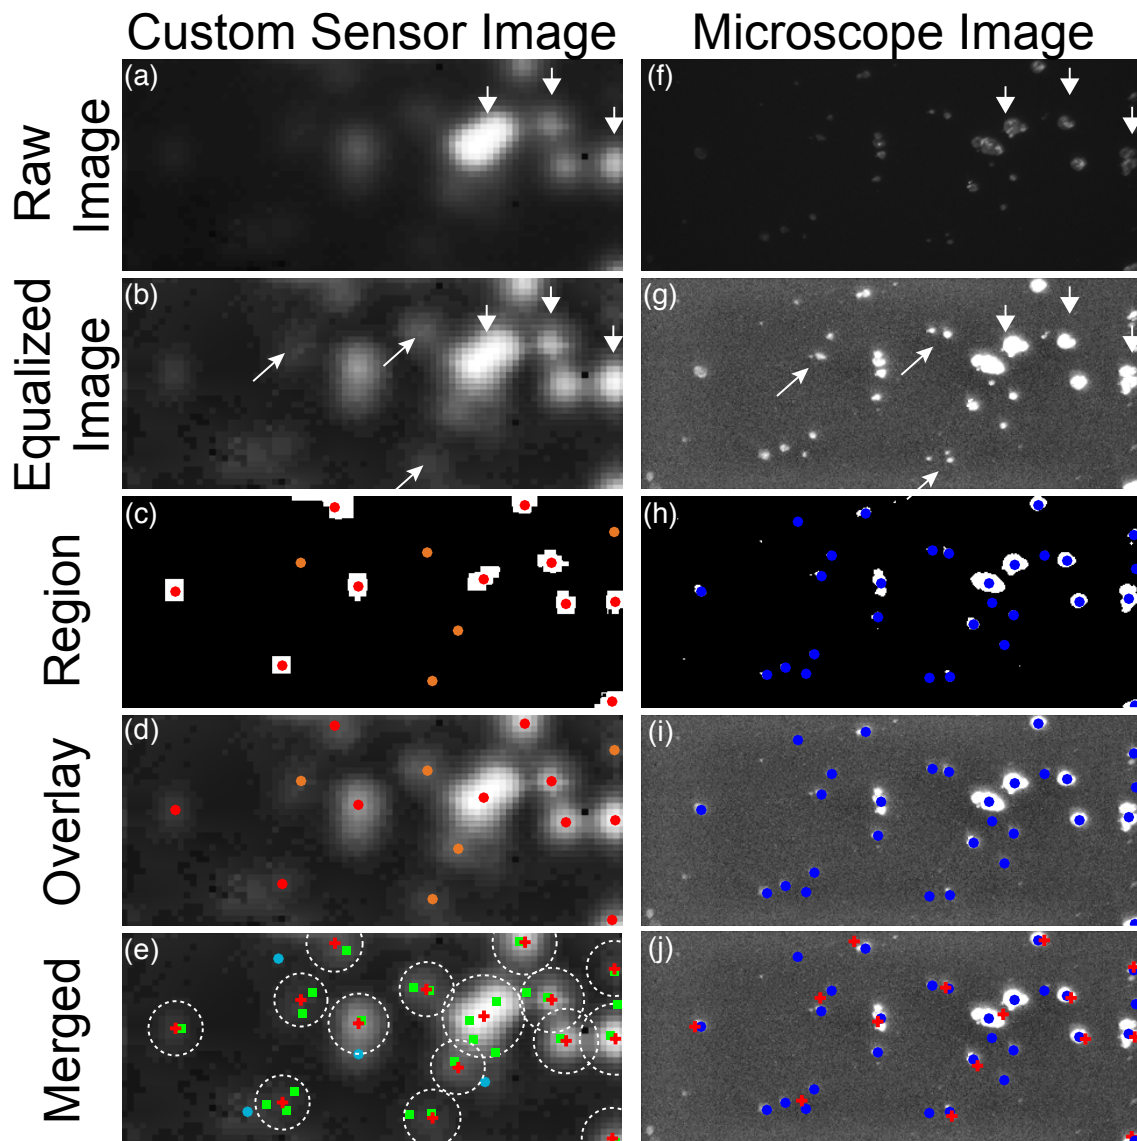 Custom Sensor Image
Microscope Image
Raw
Image
(a)
(f)
Equalized
Image
(b)
(g)
Region
(c)
(h)
Overlay
(d)
(i)
Merged
(e)
(j)